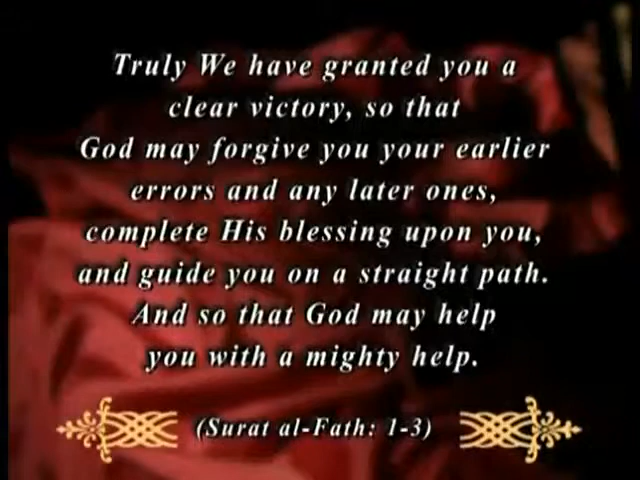 Truly We have granted you a
clear victory, so that
God may forgive you your earlier
errors and any later ones,
complete His blessing upon you,
and guide you on a straight path.
And so that God may help
you with a mighty help.
(Surat al-Fath: 1-3)